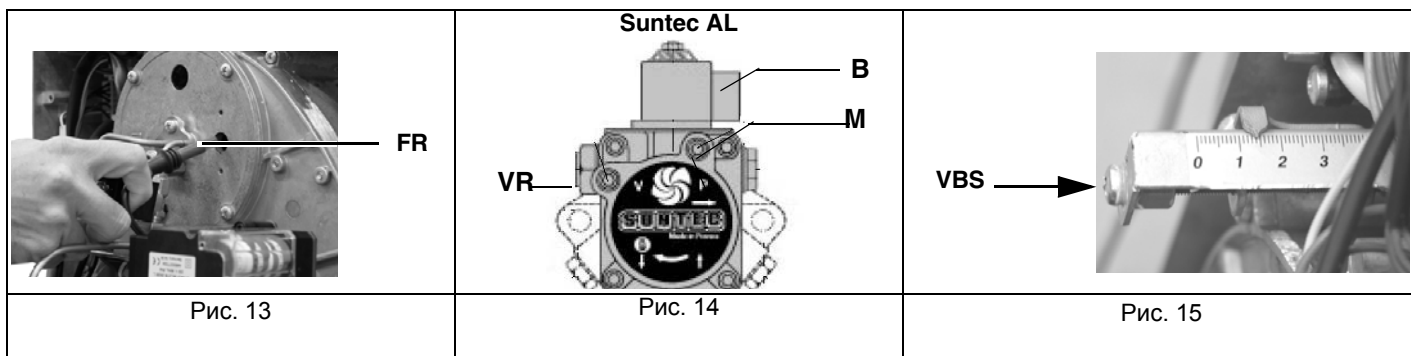 FR
Рис. 13
Suntec AL
B
M
VR
V
P
SUNTEC
Made in France
Рис. 14
VBS
0 1 2 3
Рис. 15